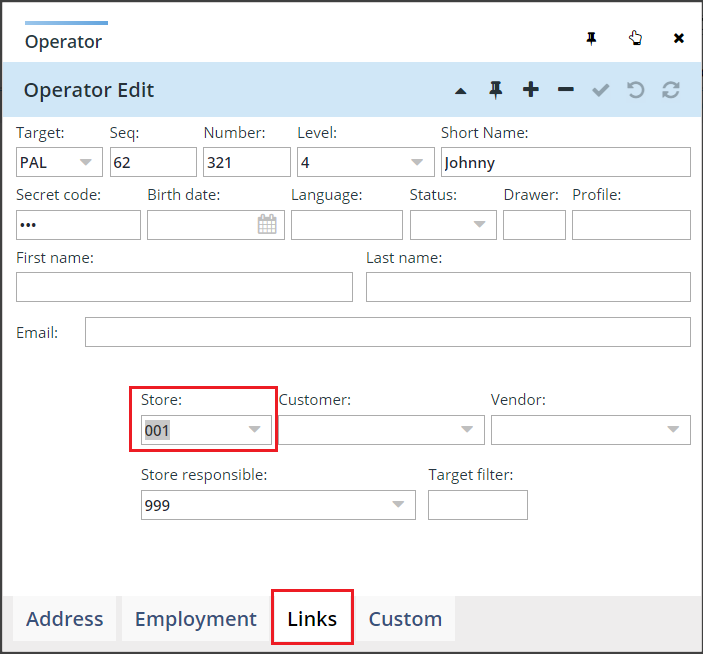 Operator
Operator Edit
Target: Seq: Number: Level: Short Name:
PAL 62 321 4 Johnny
Secret code: Birth date: Language: Status: Drawer: Profile:
•••
First name: Last name:
Email:
Store: Customer: Vendor:
001
Store responsible: Target filter:
999
Address Employment Links Custom